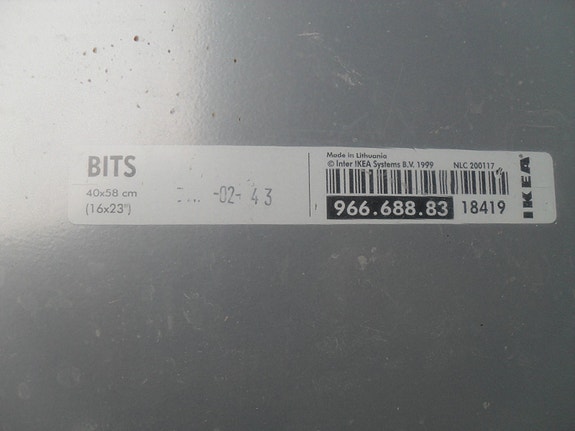 BITS
40x58 cm
(16x23")
-02- 43
Made in Lithuania
© Inter IKEA Systems B.V. 1999 NLC 200117
966.688.83 18419
IKEA®